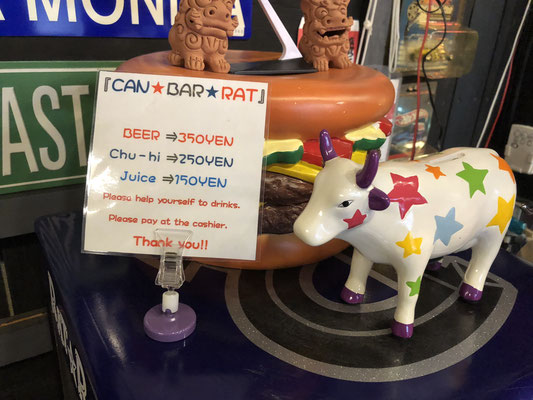 MONI
AST
『CAN★BAR★RAT』
BEER ⇒350YEN
Chu-hi ⇒250YEN
Juice ⇒150YEN
Please help yourself to drinks.
Please pay at the cashier.
Thank you!!